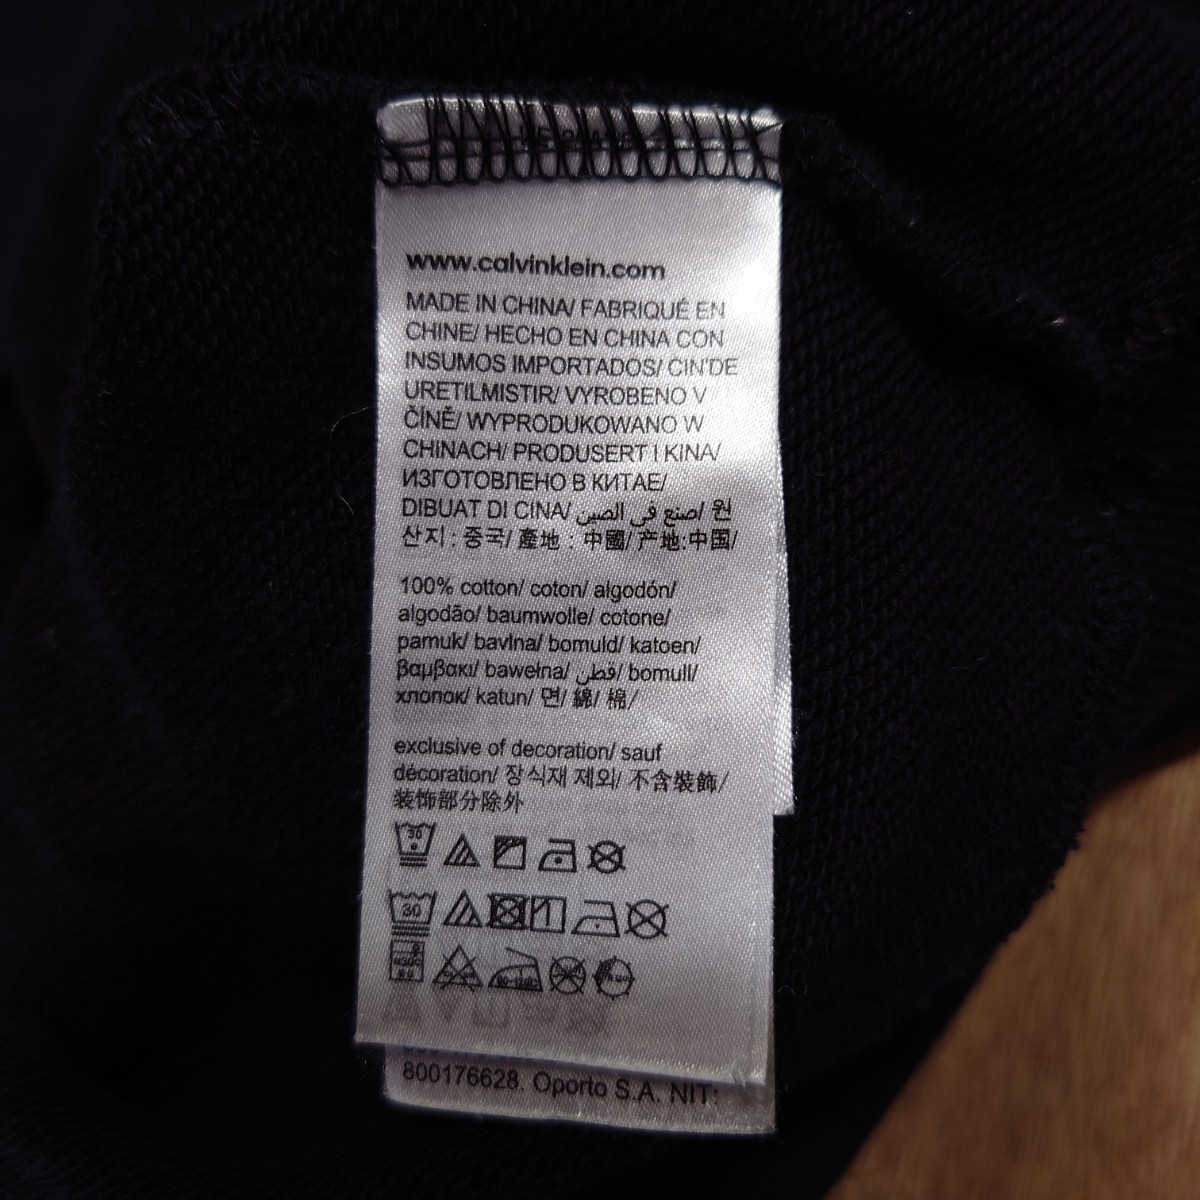 www.calvinklein.com
MADE IN CHINA/ FABRIQUÉ EN
CHINE/ HECHO EN CHINA CON
INSUMOS IMPORTADOS/ CIN'DE
URETILMISTIR/ VYROBENO V
ČÍNĚ/ WYPRODUKOWANO W
CHINACH/ PRODUSERT I KINA/
ИЗГОТОВЛЕНО В КИТАЕ/
DIBUAT DI CINA/ صنع في الصين/ 원
산지 : 중국/ 產地 : 中國/ 产地:中国/
100% cotton/ coton/ algodón/
algodão/ baumwolle/ cotone/
pamuk/ bavlna/ bomuld/ katoen/
βαμβακι/ bawełna/ قطن/ bomull/
хлопок/ katun/ 면/ 綿/ 棉/
exclusive of decoration/ sauf
décoration/ 장식재 제외/ 不含裝飾/
装饰部分除外
30
30
800176628. Oporto S.A. NIT: